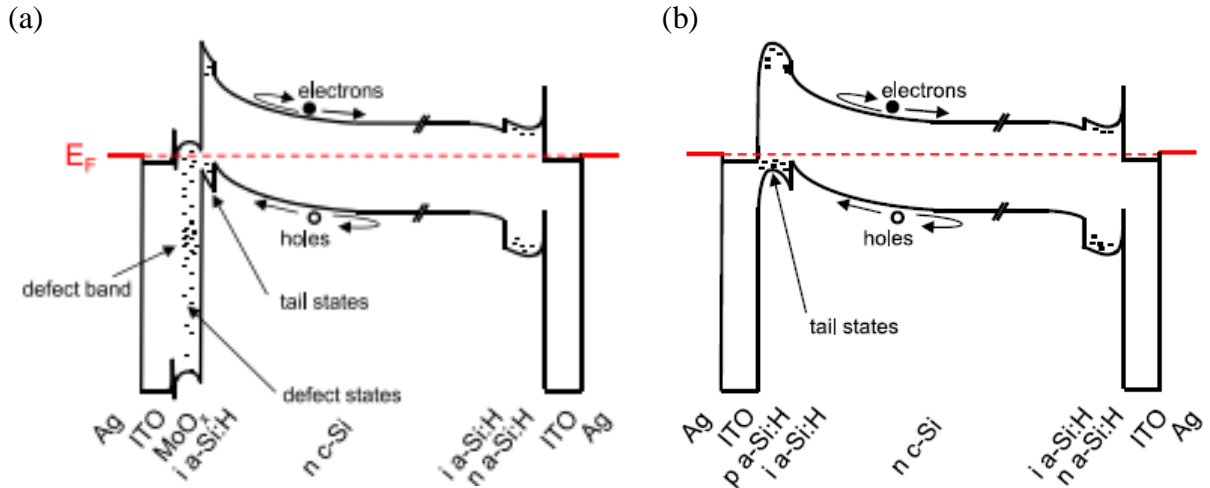 (a)
(b)
electrons
electrons
E_F
holes
holes
defect band
tail states
tail states
defect states
Ag
ITO
MoOₓ
i a-Si:H
n c-Si
i a-Si:H
n a-Si:H
ITO
Ag
Ag
ITO
p a-Si:H
i a-Si:H
n c-Si
i a-Si:H
n a-Si:H
ITO
Ag